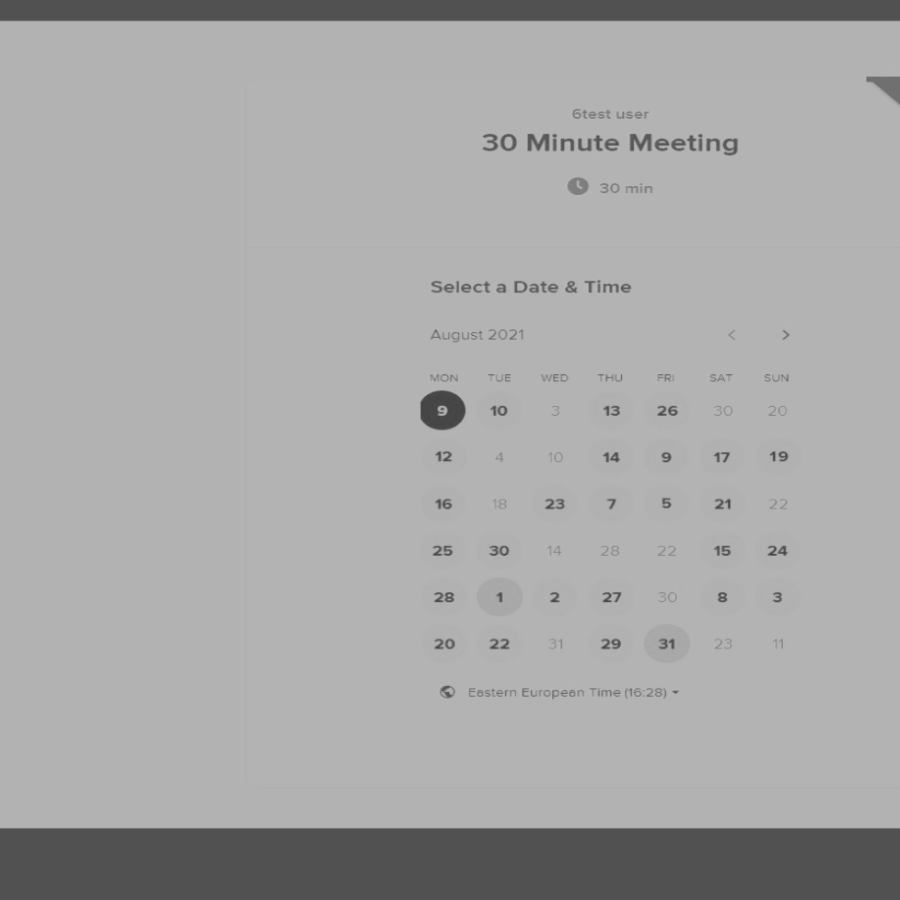 6test user
30 Minute Meeting
30 min
Select a Date & Time
August 2021
MON TUE WED THU FRI SAT SUN
9 10 3 13 26 30 20
12 4 10 14 9 17 19
16 18 23 7 5 21 22
25 30 14 28 22 15 24
28 1 2 27 30 8 3
20 22 31 29 31 23 11
Eastern European Time (16:28)